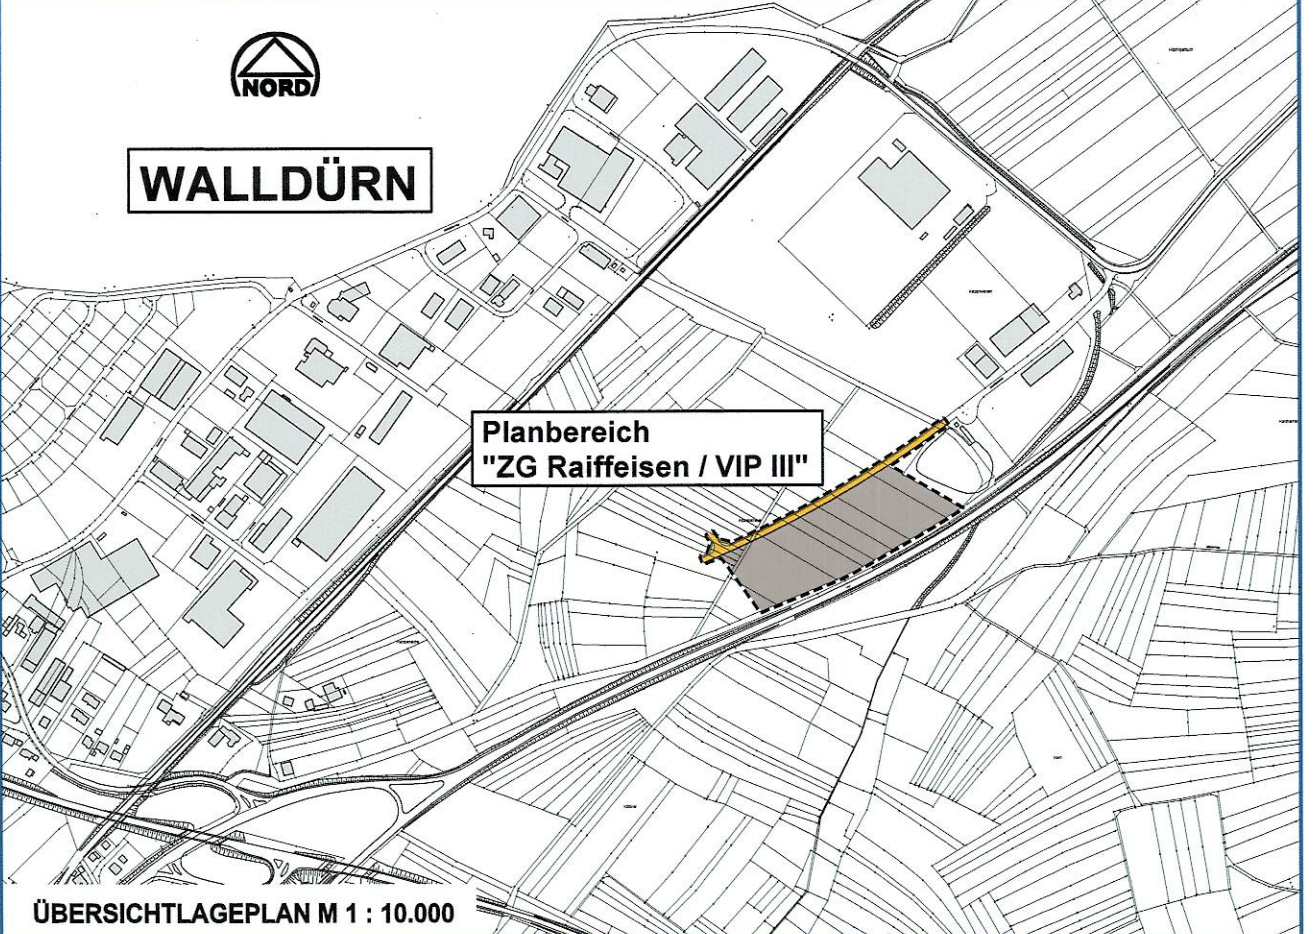 NORD
WALLDÜRN
Planbereich
"ZG Raiffeisen / VIP III"
ÜBERSICHTLAGEPLAN M 1 : 10.000